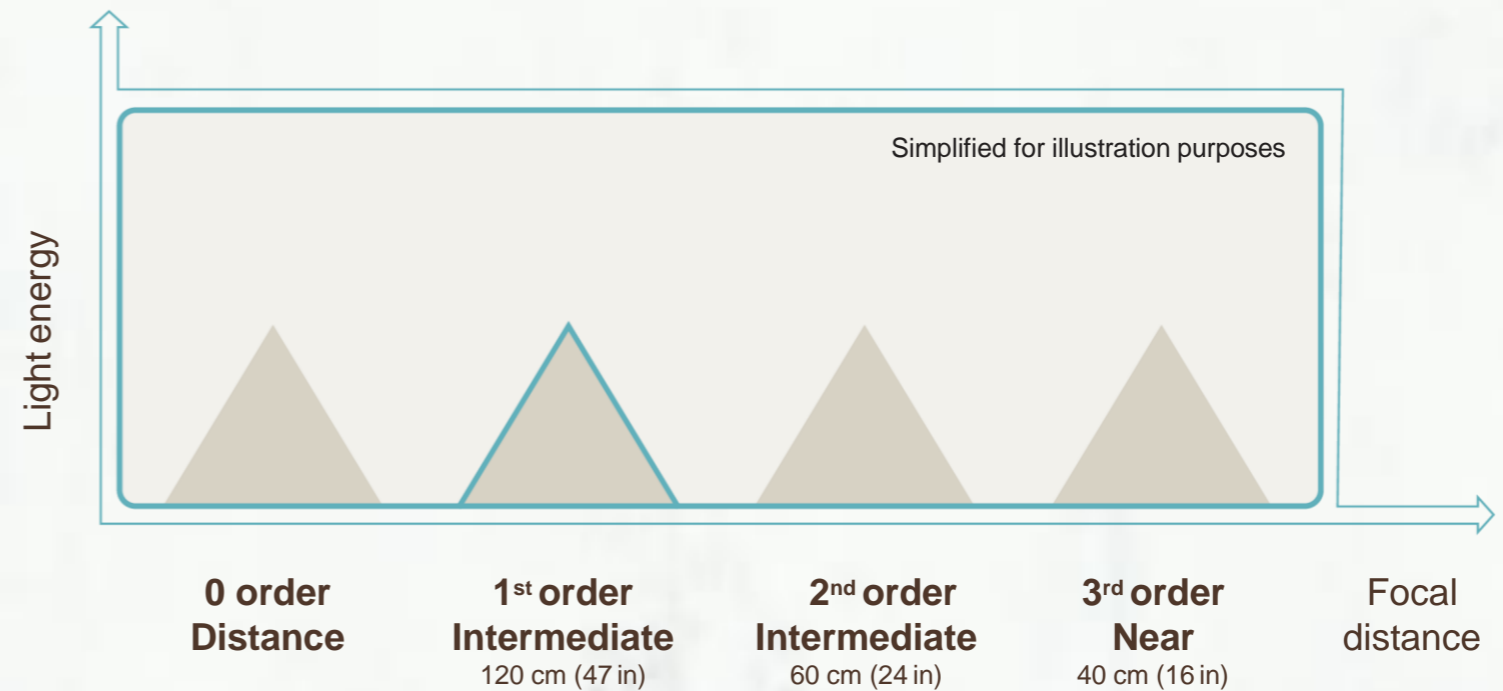 Simplified for illustration purposes
Light energy
0 order
Distance
1st order
Intermediate
120 cm (47 in)
2nd order
Intermediate
60 cm (24 in)
3rd order
Near
40 cm (16 in)
Focal
distance